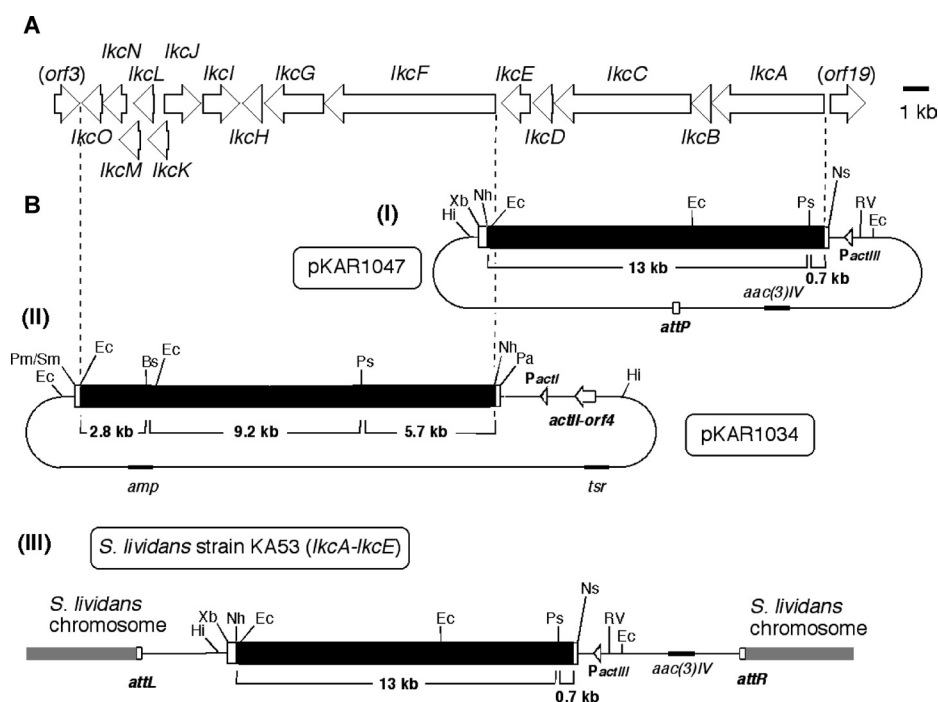 A
lkcN lkcJ
(orf3) lkcL lkcI lkcG lkcF lkcE lkcC lkcA (orf19)
1 kb
lkcO lkcH lkcD lkcB
lkcM lkcK
B
(I)
Hi Xb Nh Ec Ec Ps Ns RV Ec
pKAR1047
PactIII
13 kb 0.7 kb
aac(3)IV
attP
(II)
Ec Pm/Sm Ec Bs Ec Ps Nh Pa Hi
PactI
actII-orf4
2.8 kb 9.2 kb 5.7 kb
pKAR1034
amp tsr
(III)
S. lividans strain KA53 (lkcA-lkcE)
S. lividans
chromosome
Hi Xb Nh Ec Ec Ps Ns RV Ec
S. lividans
chromosome
attL PactIII aac(3)IV attR
13 kb 0.7 kb